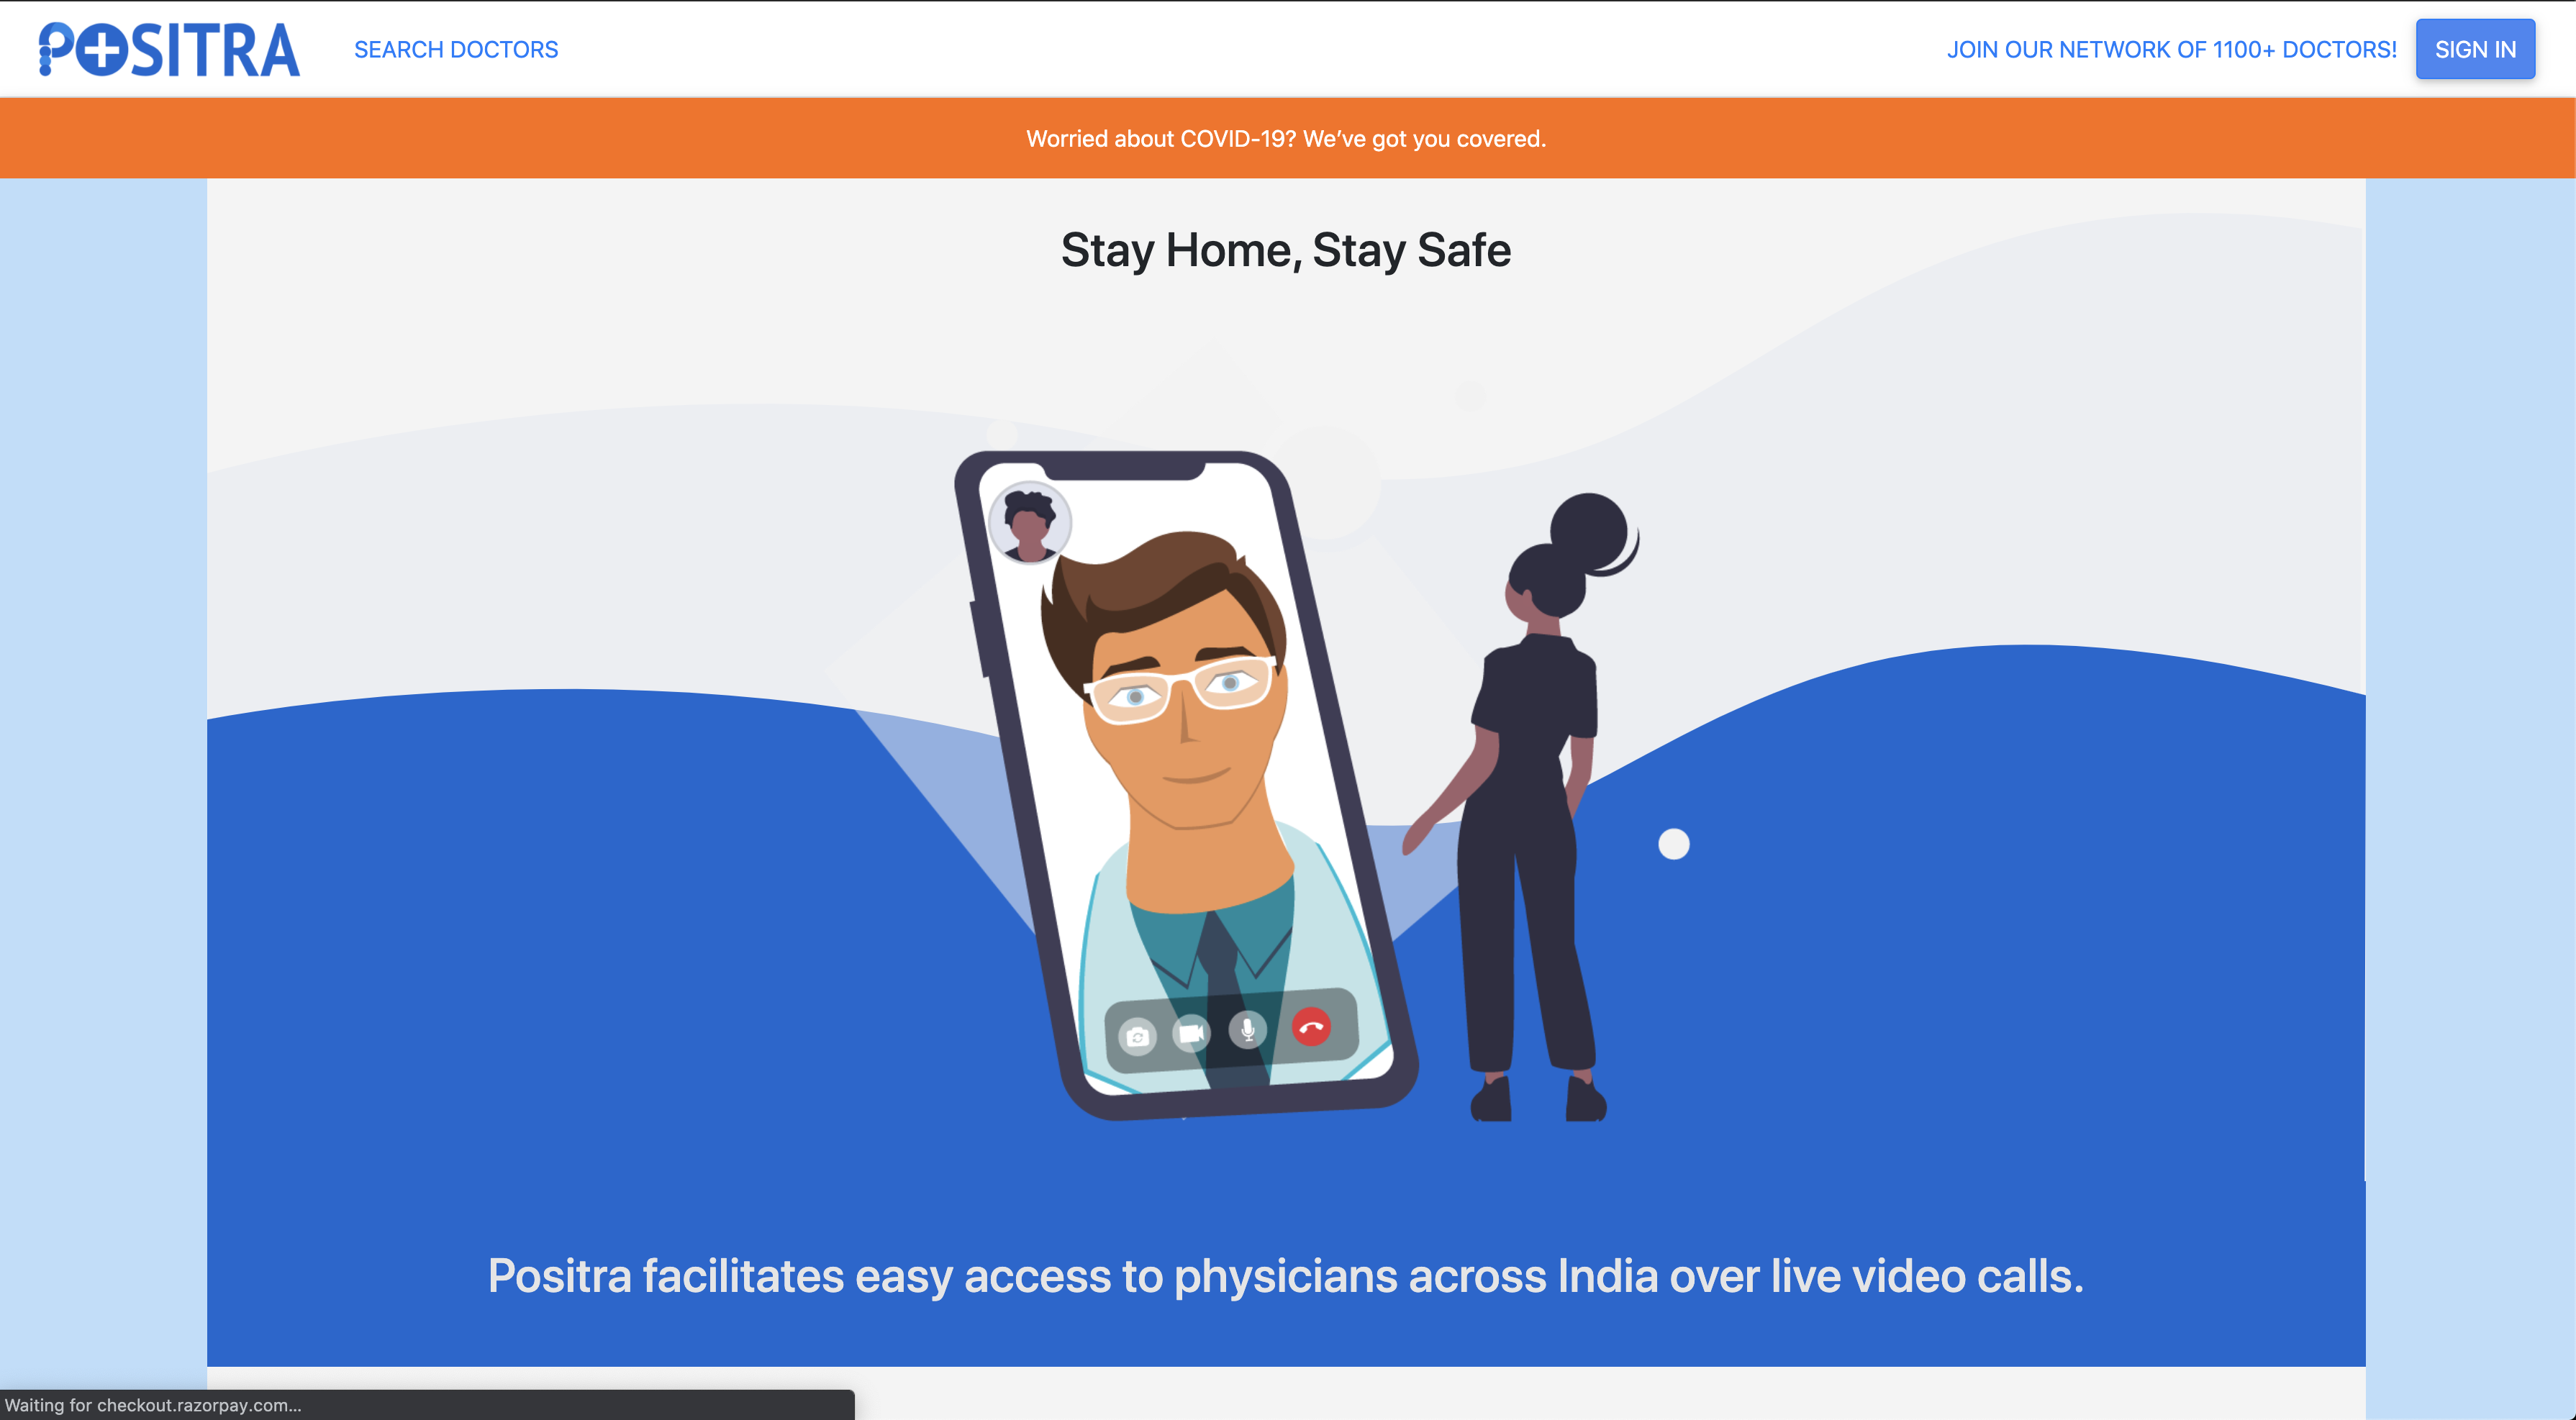 POSITRA
SEARCH DOCTORS
JOIN OUR NETWORK OF 1100+ DOCTORS!
SIGN IN
Worried about COVID-19? We’ve got you covered.
Stay Home, Stay Safe
Positra facilitates easy access to physicians across India over live video calls.
Waiting for checkout.razorpay.com...